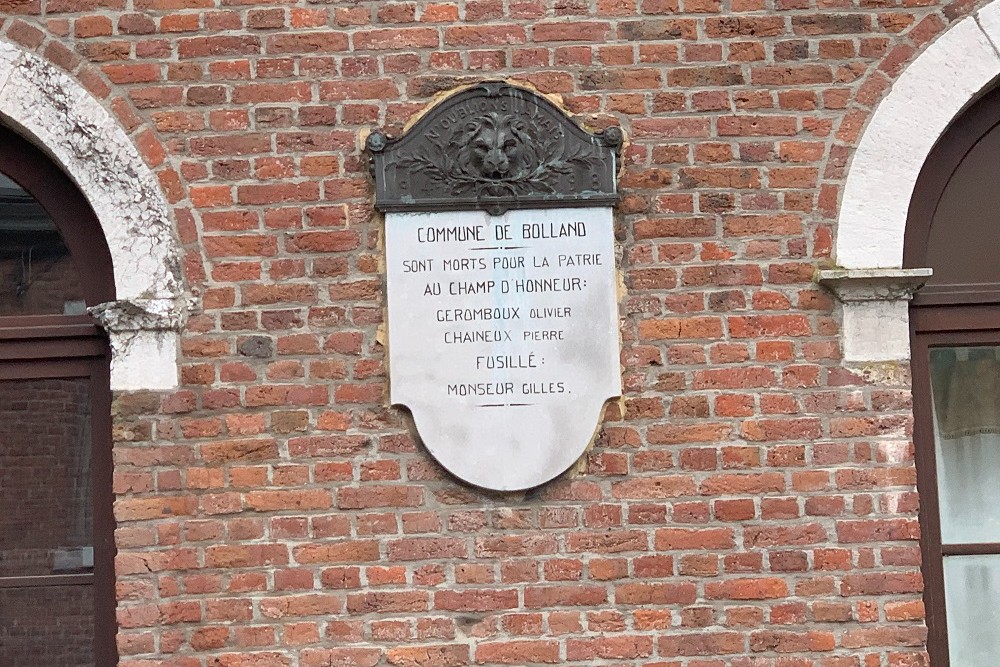 N'OUBLIONS JAMAIS
COMMUNE DE BOLLAND
SONT MORTS POUR LA PATRIE
AU CHAMP D'HONNEUR:
GEROMBOUX OLIVIER
CHAINEUX PIERRE
FUSILLÉ:
MONSEUR GILLES.